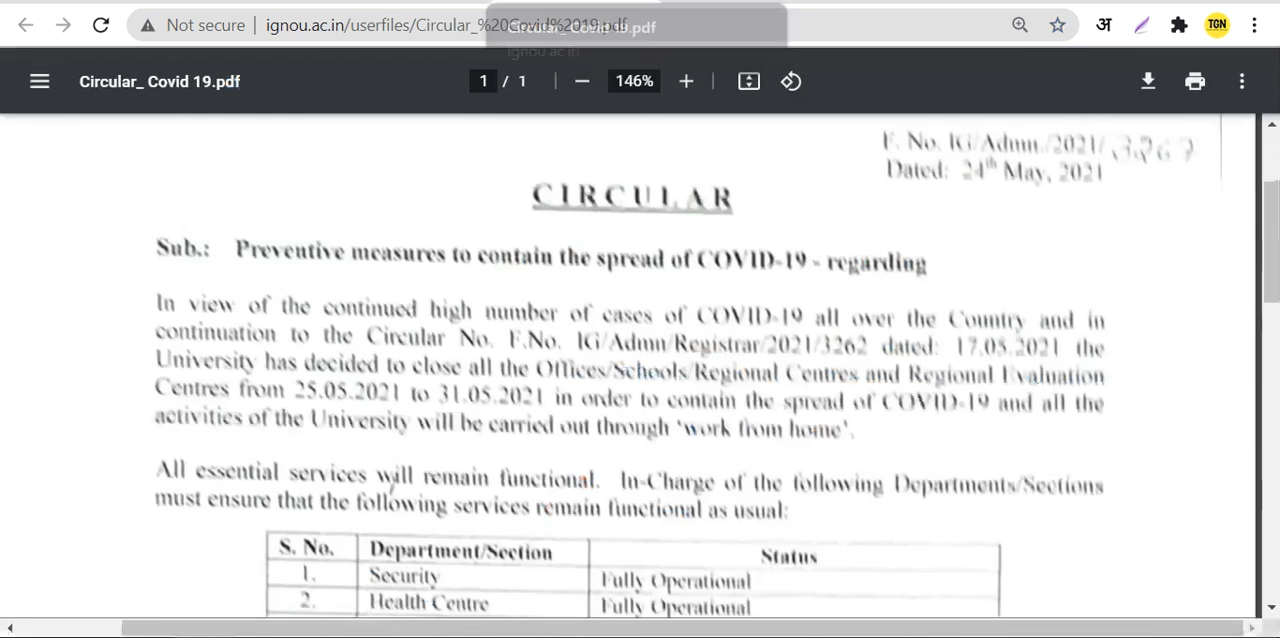 Not secure | ignou.ac.in/userfiles/Circular_%20Covid%2019.pdf
Circular_ Covid 19.pdf
ignou.ac.in
अ
TGN
Circular_ Covid 19.pdf
1 / 1
146%
F. No. IG/Admn./2021/
Dated: 24th May, 2021
CIRCULAR
Sub.: Preventive measures to contain the spread of COVID-19 - regarding
In view of the continued high number of cases of COVID-19 all over the Country and in
continuation to the Circular No. F.No. IG/Admn/Registrar/2021/3262 dated: 17.05.2021 the
University has decided to close all the Offices/Schools/Regional Centres and Regional Evaluation
Centres from 25.05.2021 to 31.05.2021 in order to contain the spread of COVID-19 and all the
activities of the University will be carried out through 'work from home'.
All essential services will remain functional. In-Charge of the following Departments/Sections
must ensure that the following services remain functional as usual:
S. No. Department/Section Status
1. Security Fully Operational
2. Health Centre Fully Operational